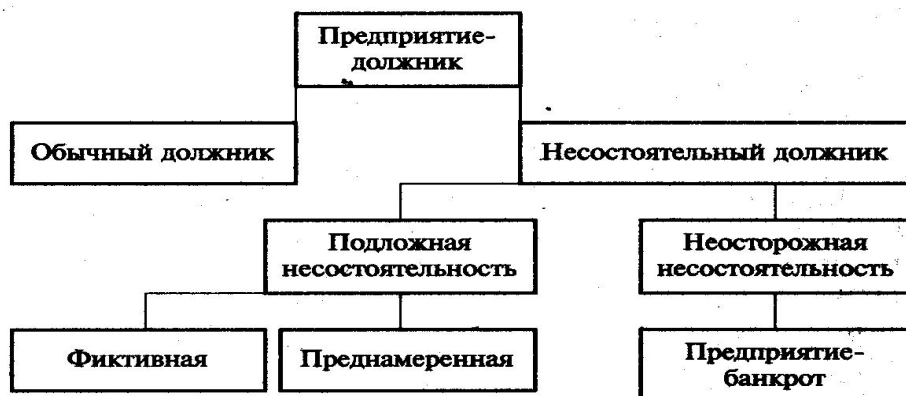 Предприятие-
должник
Обычный должник
Несостоятельный должник
Подложная
несостоятельность
Неосторожная
несостоятельность
Фиктивная
Преднамеренная
Предприятие-
банкрот